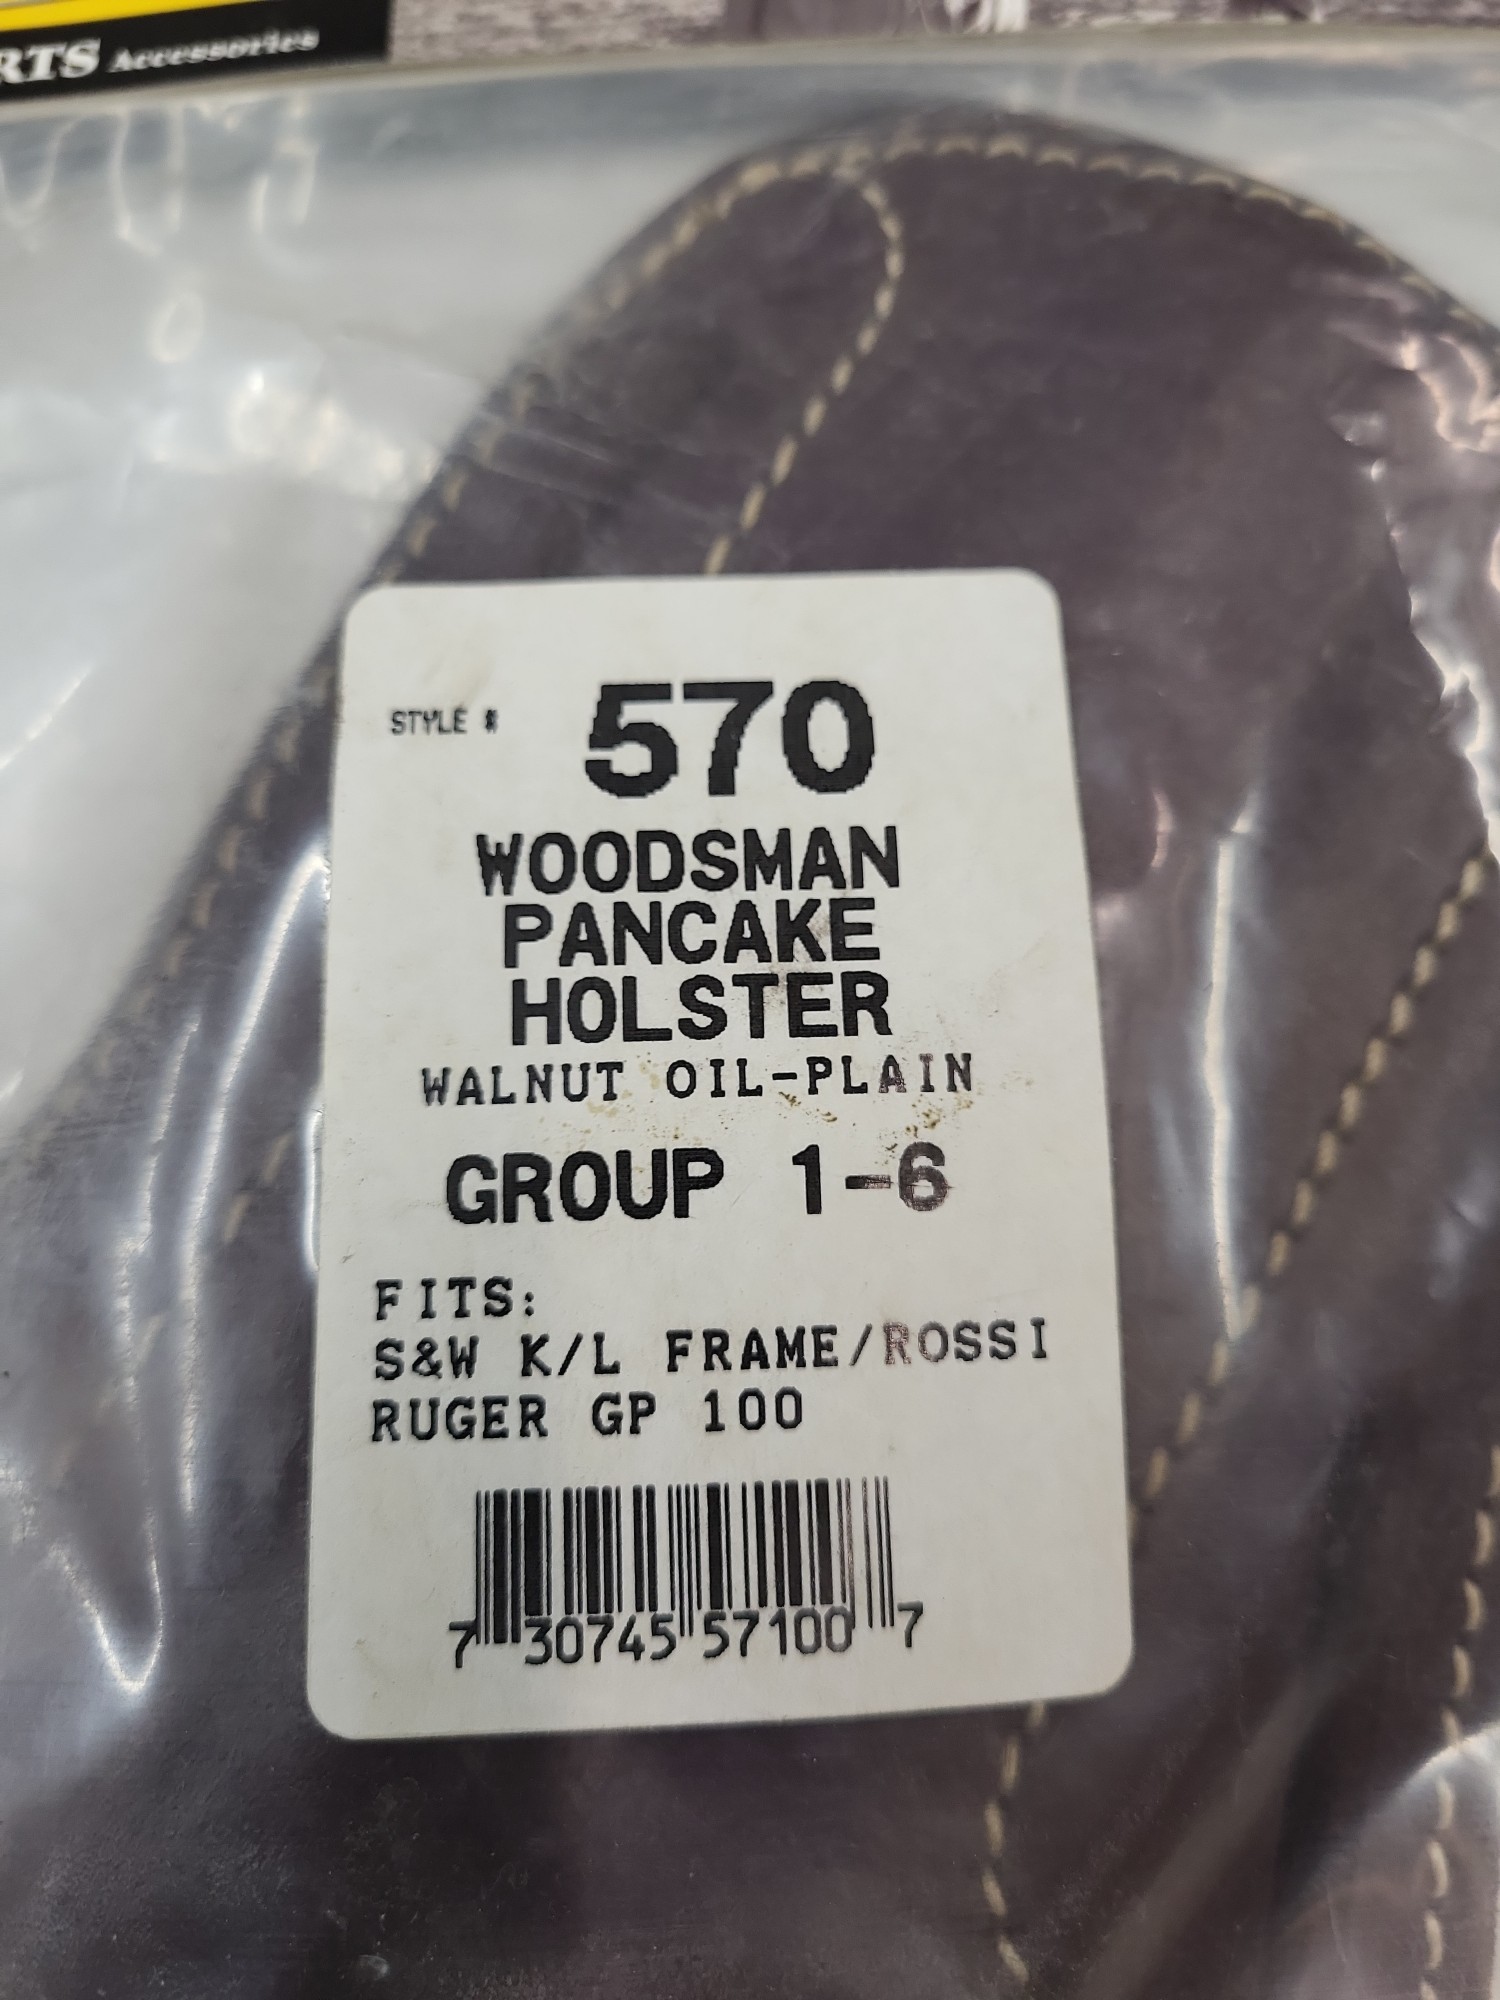 RTS Accessories
STYLE # 570
WOODSMAN
PANCAKE
HOLSTER
WALNUT OIL-PLAIN
GROUP 1-6
FITS:
S&W K/L FRAME/ROSSI
RUGER GP 100
7 30745 57100 7